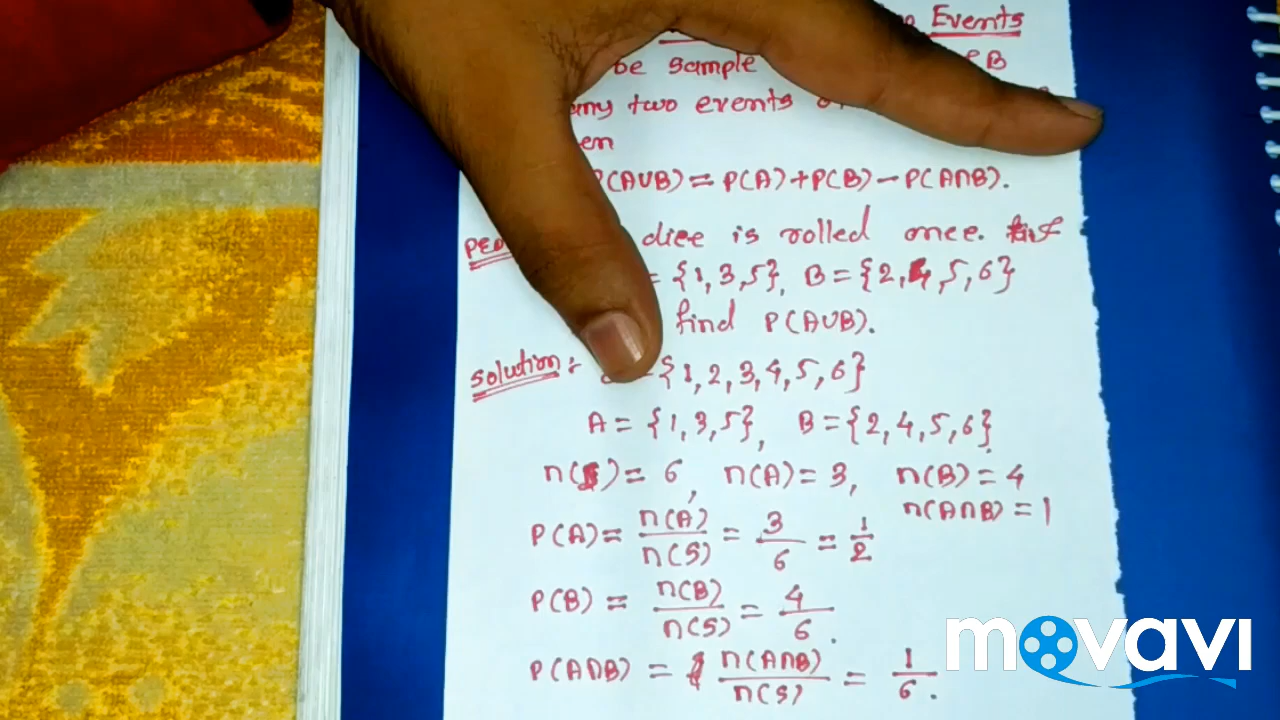 Events
be sample B
any two events
P(A∪B) = P(A)+P(B)-P(A∩B).
dice is rolled once.
= {1,3,5}, B = {2,4,5,6}
find P(A∪B).
Solution:- = {1,2,3,4,5,6}
A = {1,3,5}, B = {2,4,5,6}
n(S) = 6, n(A) = 3, n(B) = 4
n(A∩B) = 1
P(A) = n(A)/n(S) = 3/6 = 1/2
P(B) = n(B)/n(S) = 4/6.
P(A∩B) = n(A∩B)/n(S) = 1/6.
movavi